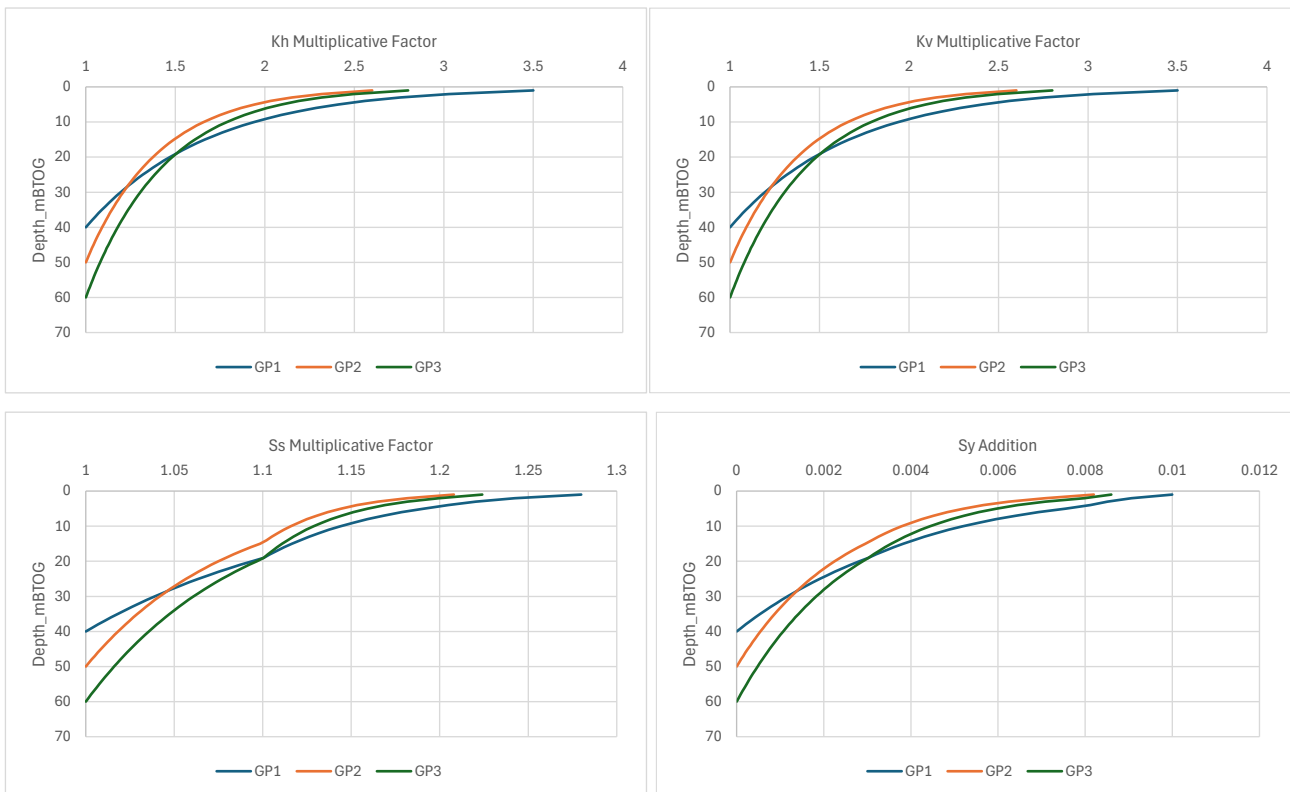 Kh Multiplicative Factor
1 1.5 2 2.5 3 3.5 4
0
10
20
30
40
50
60
70
Depth_mBTOG
GP1 GP2 GP3
Kv Multiplicative Factor
1 1.5 2 2.5 3 3.5 4
0
10
20
30
40
50
60
70
Depth_mBTOG
GP1 GP2 GP3
Ss Multiplicative Factor
1 1.05 1.1 1.15 1.2 1.25 1.3
0
10
20
30
40
50
60
70
Depth_mBTOG
GP1 GP2 GP3
Sy Addition
0 0.002 0.004 0.006 0.008 0.01 0.012
0
10
20
30
40
50
60
70
Depth_mBTOG
GP1 GP2 GP3